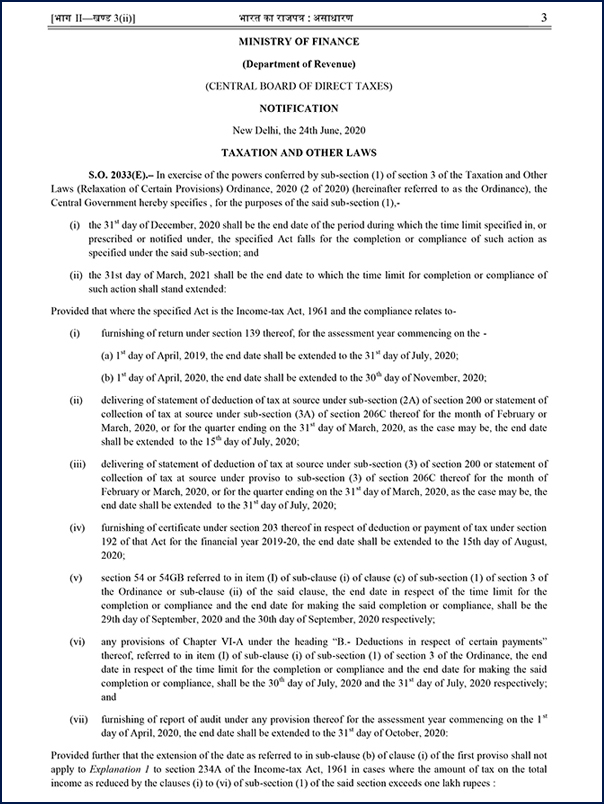 [भाग II—खण्ड 3(ii)] भारत का राजपत्र : असाधारण 3
MINISTRY OF FINANCE
(Department of Revenue)
(CENTRAL BOARD OF DIRECT TAXES)
NOTIFICATION
New Delhi, the 24th June, 2020
TAXATION AND OTHER LAWS
S.O. 2033(E).– In exercise of the powers conferred by sub-section (1) of section 3 of the Taxation and Other
Laws (Relaxation of Certain Provisions) Ordinance, 2020 (2 of 2020) (hereinafter referred to as the Ordinance), the
Central Government hereby specifies , for the purposes of the said sub-section (1),-
(i) the 31st day of December, 2020 shall be the end date of the period during which the time limit specified in, or
prescribed or notified under, the specified Act falls for the completion or compliance of such action as
specified under the said sub-section; and
(ii) the 31st day of March, 2021 shall be the end date to which the time limit for completion or compliance of
such action shall stand extended:
Provided that where the specified Act is the Income-tax Act, 1961 and the compliance relates to-
(i) furnishing of return under section 139 thereof, for the assessment year commencing on the -
(a) 1st day of April, 2019, the end date shall be extended to the 31st day of July, 2020;
(b) 1st day of April, 2020, the end date shall be extended to the 30th day of November, 2020;
(ii) delivering of statement of deduction of tax at source under sub-section (2A) of section 200 or statement of
collection of tax at source under sub-section (3A) of section 206C thereof for the month of February or
March, 2020, or for the quarter ending on the 31st day of March, 2020, as the case may be, the end date
shall be extended to the 15th day of July, 2020;
(iii) delivering of statement of deduction of tax at source under sub-section (3) of section 200 or statement of
collection of tax at source under proviso to sub-section (3) of section 206C thereof for the month of
February or March, 2020, or for the quarter ending on the 31st day of March, 2020, as the case may be, the
end date shall be extended to the 31st day of July, 2020;
(iv) furnishing of certificate under section 203 thereof in respect of deduction or payment of tax under section
192 of that Act for the financial year 2019-20, the end date shall be extended to the 15th day of August,
2020;
(v) section 54 or 54GB referred to in item (I) of sub-clause (i) of clause (c) of sub-section (1) of section 3 of
the Ordinance or sub-clause (ii) of the said clause, the end date in respect of the time limit for the
completion or compliance and the end date for making the said completion or compliance, shall be the
29th day of September, 2020 and the 30th day of September, 2020 respectively;
(vi) any provisions of Chapter VI-A under the heading “B.- Deductions in respect of certain payments”
thereof, referred to in item (I) of sub-clause (i) of sub-section (1) of section 3 of the Ordinance, the end
date in respect of the time limit for the completion or compliance and the end date for making the said
completion or compliance, shall be the 30th day of July, 2020 and the 31st day of July, 2020 respectively;
and
(vii) furnishing of report of audit under any provision thereof for the assessment year commencing on the 1st
day of April, 2020, the end date shall be extended to the 31st day of October, 2020:
Provided further that the extension of the date as referred to in sub-clause (b) of clause (i) of the first proviso shall not
apply to Explanation 1 to section 234A of the Income-tax Act, 1961 in cases where the amount of tax on the total
income as reduced by the clauses (i) to (vi) of sub-section (1) of the said section exceeds one lakh rupees :